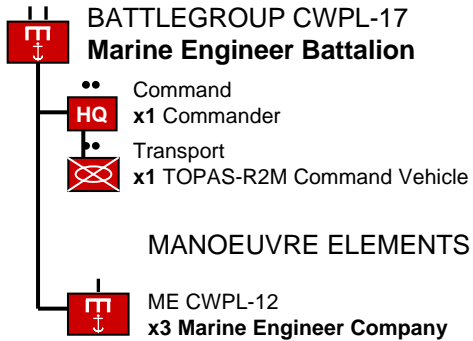 BATTLEGROUP CWPL-17
Marine Engineer Battalion
Command
HQ
x1 Commander
Transport
x1 TOPAS-R2M Command Vehicle
MANOEUVRE ELEMENTS
ME CWPL-12
x3 Marine Engineer Company